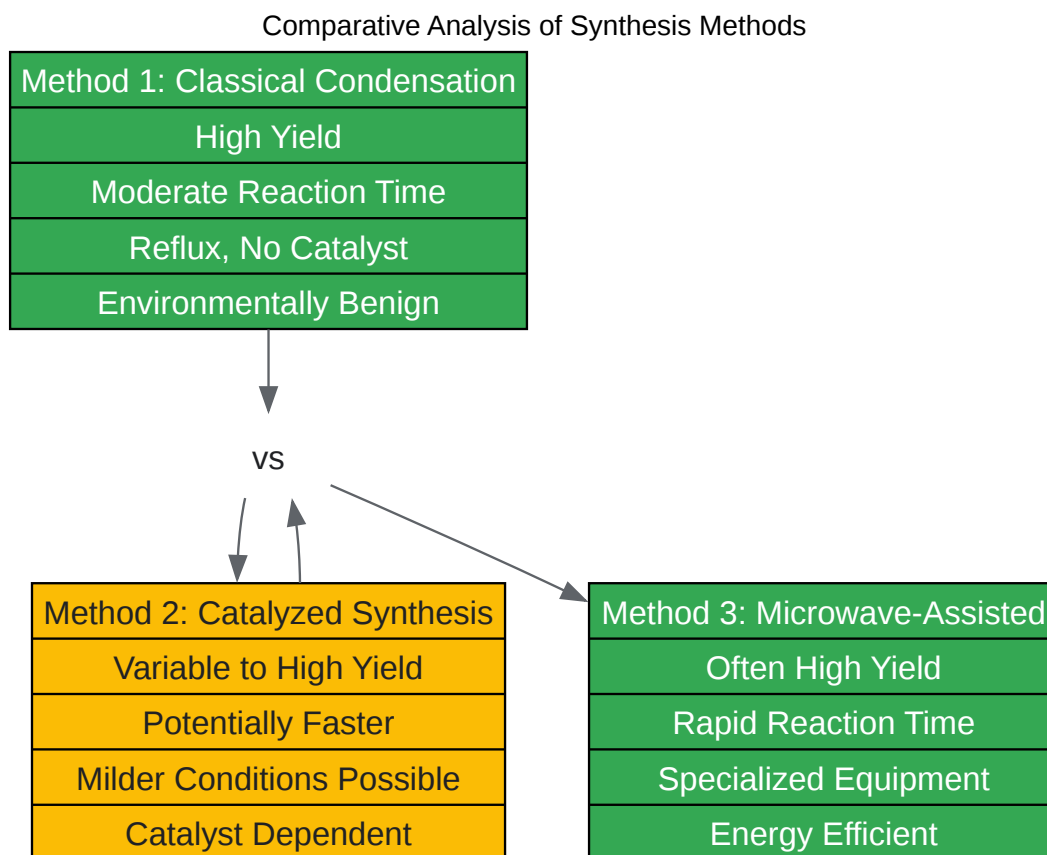 Comparative Analysis of Synthesis Methods
Method 1: Classical Condensation
High Yield
Moderate Reaction Time
Reflux, No Catalyst
Environmentally Benign
vs
Method 2: Catalyzed Synthesis
Variable to High Yield
Potentially Faster
Milder Conditions Possible
Catalyst Dependent
Method 3: Microwave-Assisted
Often High Yield
Rapid Reaction Time
Specialized Equipment
Energy Efficient